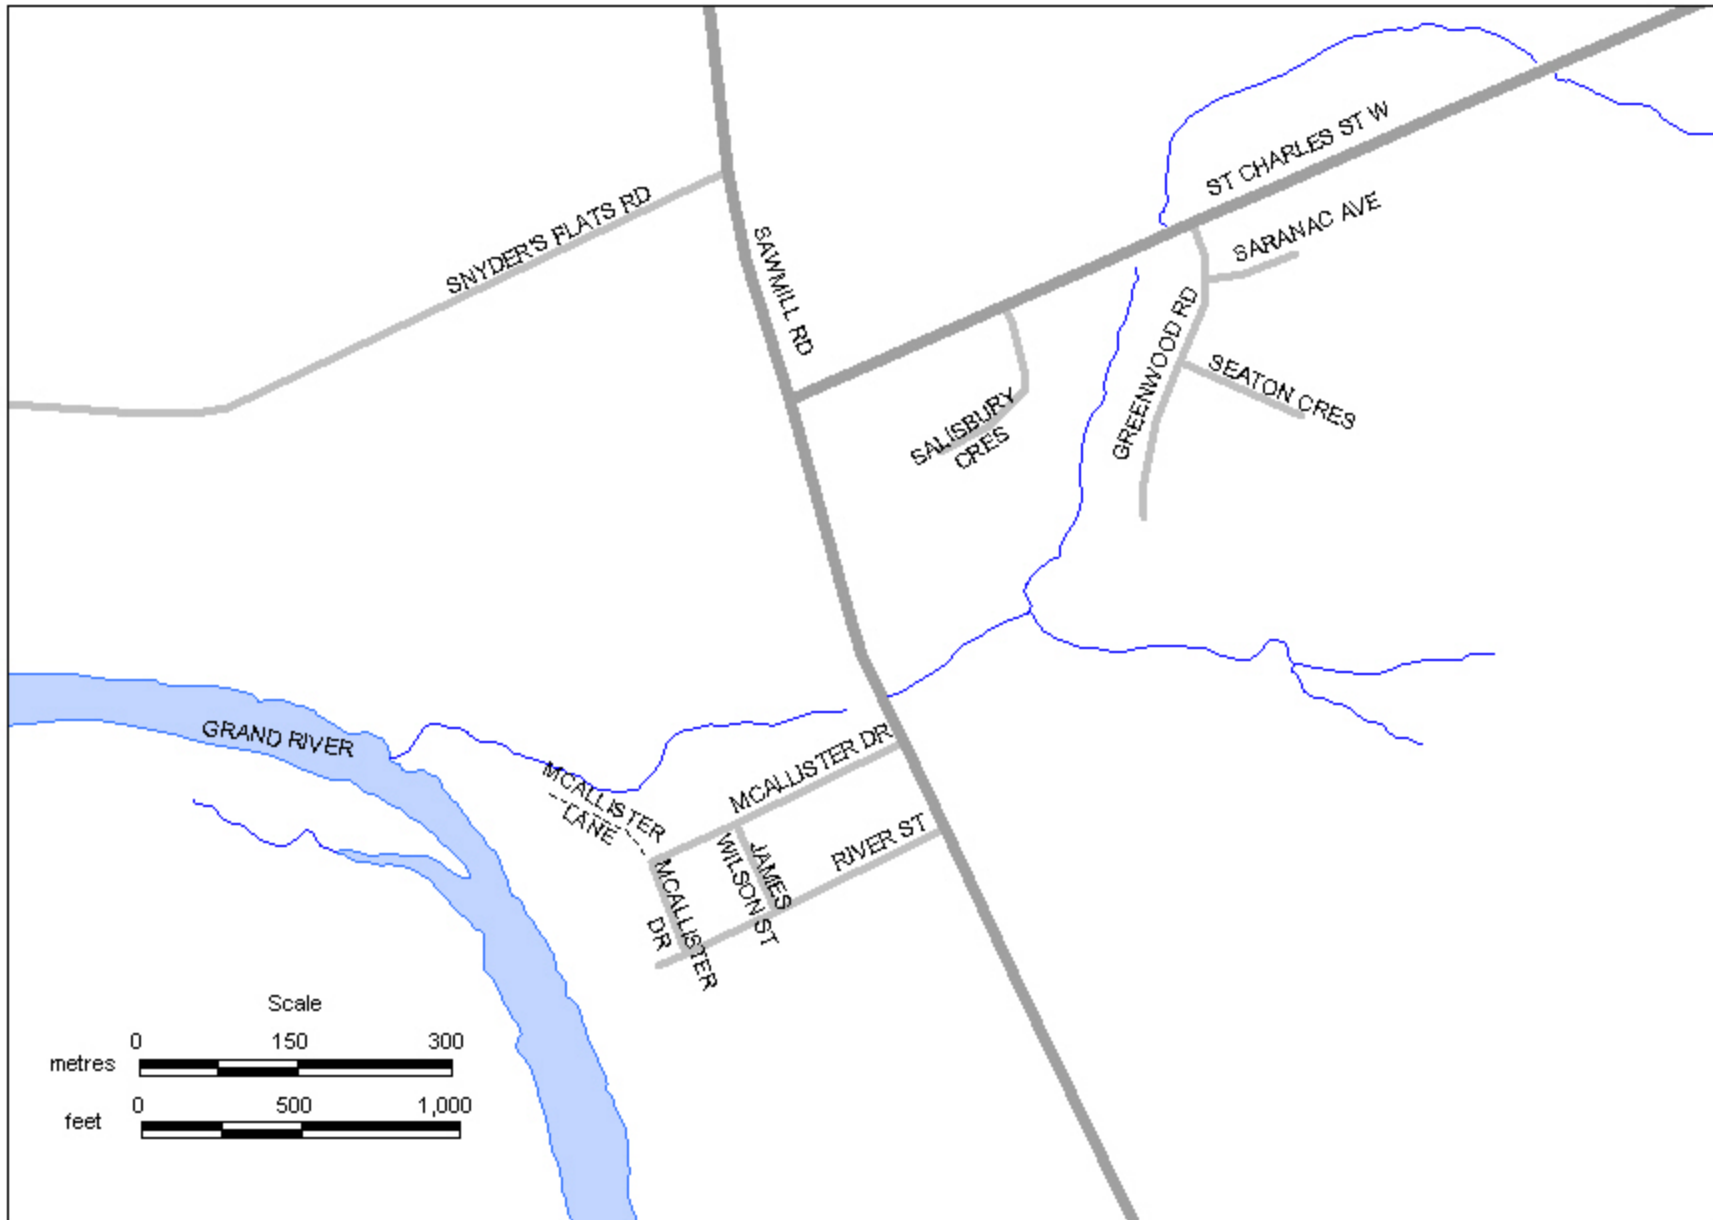 ST CHARLES ST W
SNYDER'S FLATS RD
SAWMILL RD
SARANAC AVE
GREENWOOD RD
SEATON CRES
SALISBURY
CRES
GRAND RIVER
MCALLISTER DR
MCALLISTER
LANE
RIVER ST
JAMES
WILSON ST
MCALLISTER
DR
Scale
0 150 300
metres
0 500 1,000
feet